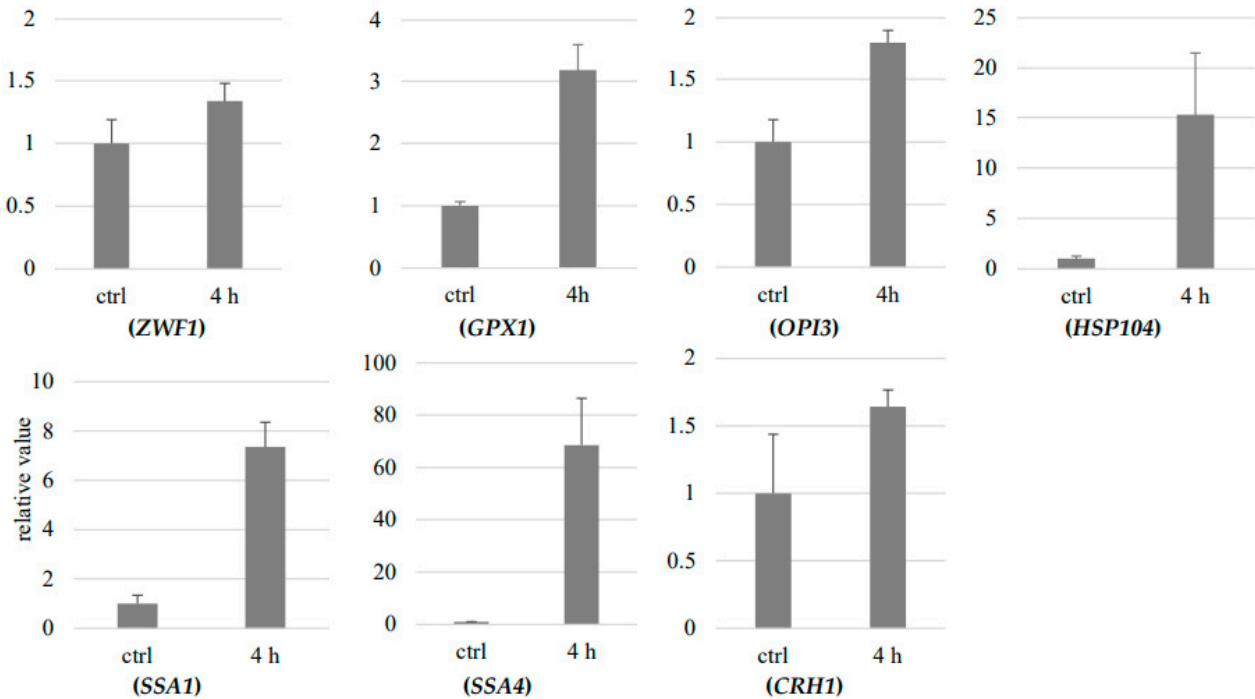 2
1.5
1
0.5
0
ctrl 4 h
(ZWF1)
4
3
2
1
0
ctrl 4h
(GPX1)
2
1.5
1
0.5
0
ctrl 4h
(OPI3)
25
20
15
10
5
0
ctrl 4 h
(HSP104)
relative value
10
8
6
4
2
0
ctrl 4 h
(SSA1)
100
80
60
40
20
0
ctrl 4 h
(SSA4)
2
1.5
1
0.5
0
ctrl 4 h
(CRH1)